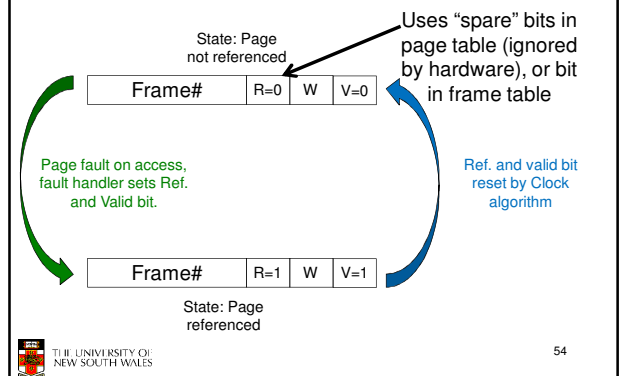 State: Page
not referenced
Uses “spare” bits in
page table (ignored
by hardware), or bit
in frame table
Frame# R=0 W V=0
Page fault on access,
fault handler sets Ref.
and Valid bit.
Ref. and valid bit
reset by Clock
algorithm
Frame# R=1 W V=1
State: Page
referenced
THE UNIVERSITY OF
NEW SOUTH WALES
54